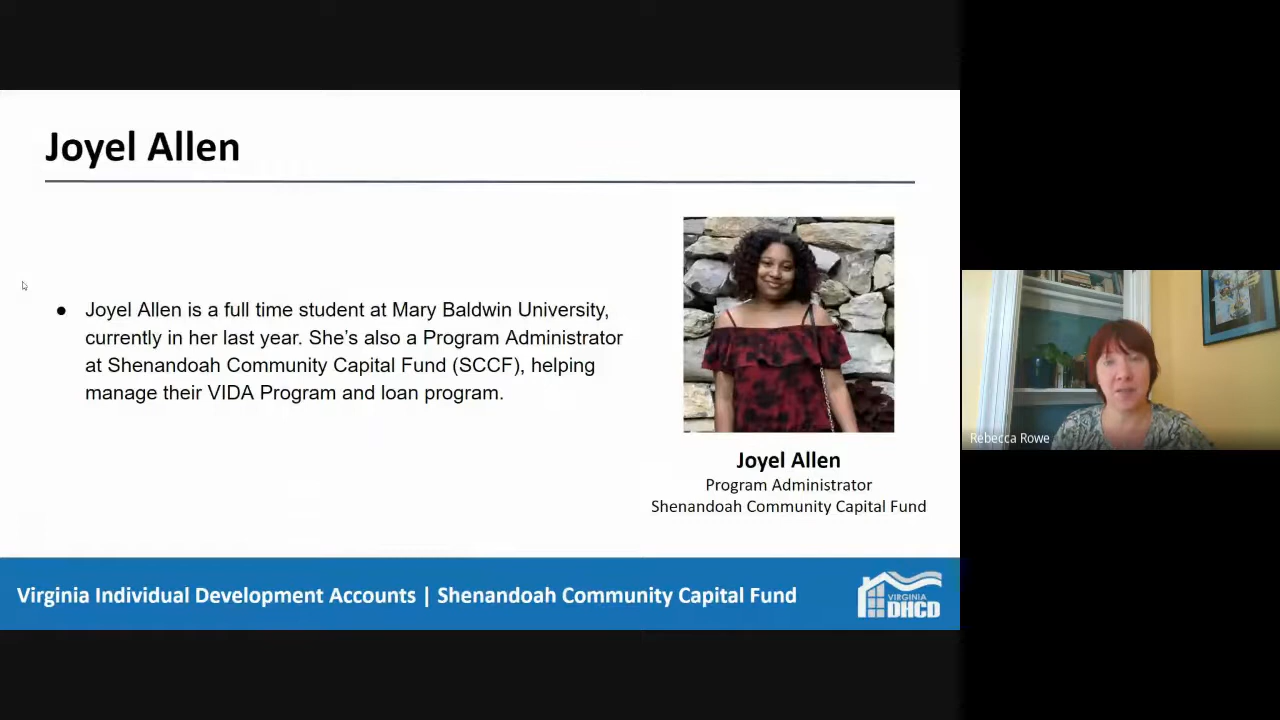 Joyel Allen
● Joyel Allen is a full time student at Mary Baldwin University,
currently in her last year. She’s also a Program Administrator
at Shenandoah Community Capital Fund (SCCF), helping
manage their VIDA Program and loan program.
Joyel Allen
Program Administrator
Shenandoah Community Capital Fund
Virginia Individual Development Accounts | Shenandoah Community Capital Fund
VIRGINIA
DHCD
Rebecca Rowe